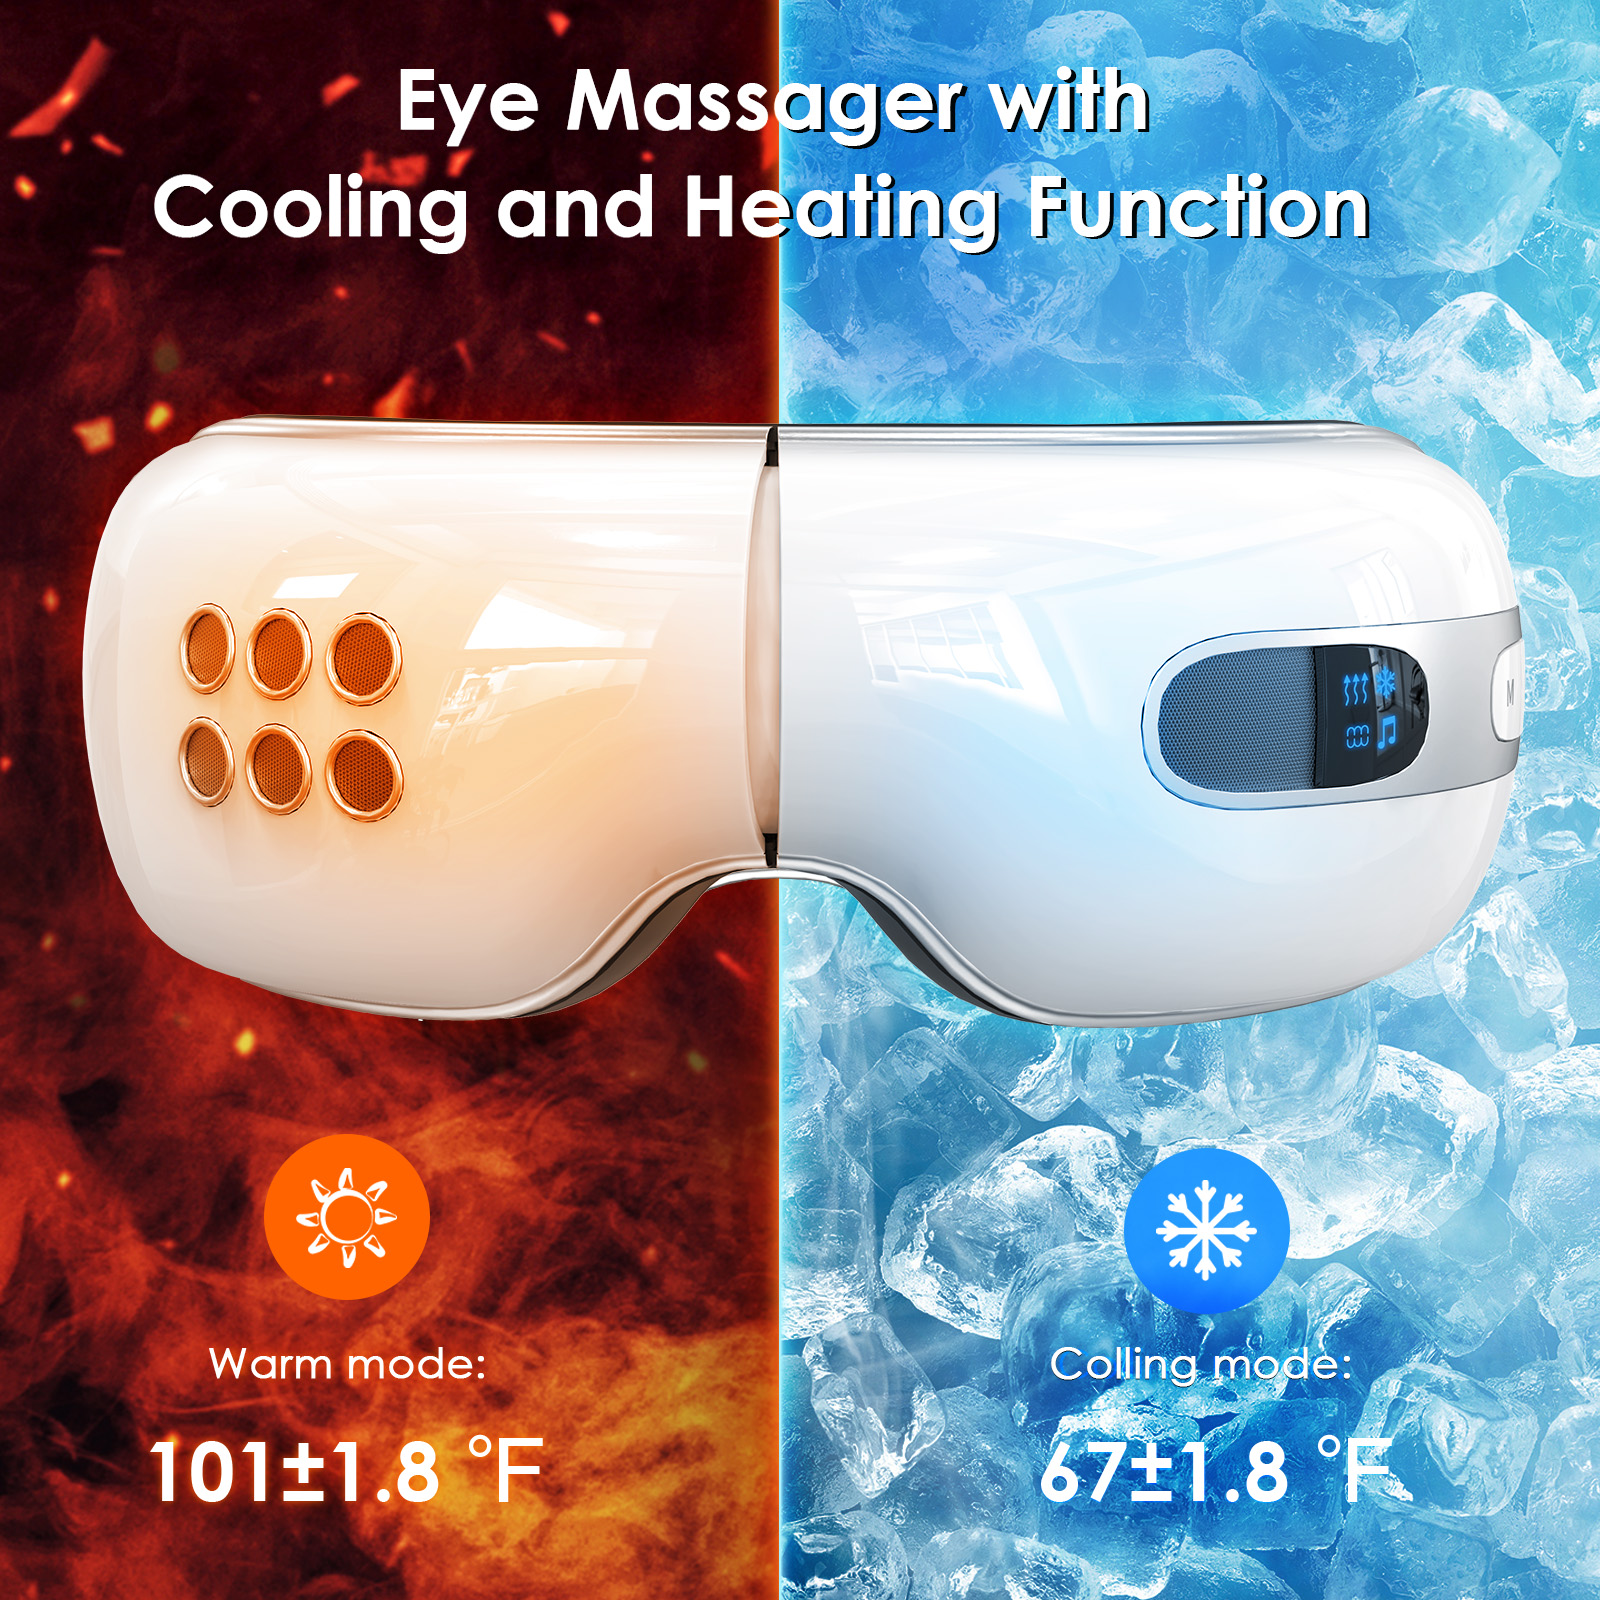 Eye Massager with
Cooling and Heating Function
M
Warm mode:
Colling mode:
101±1.8 °F
67±1.8 °F